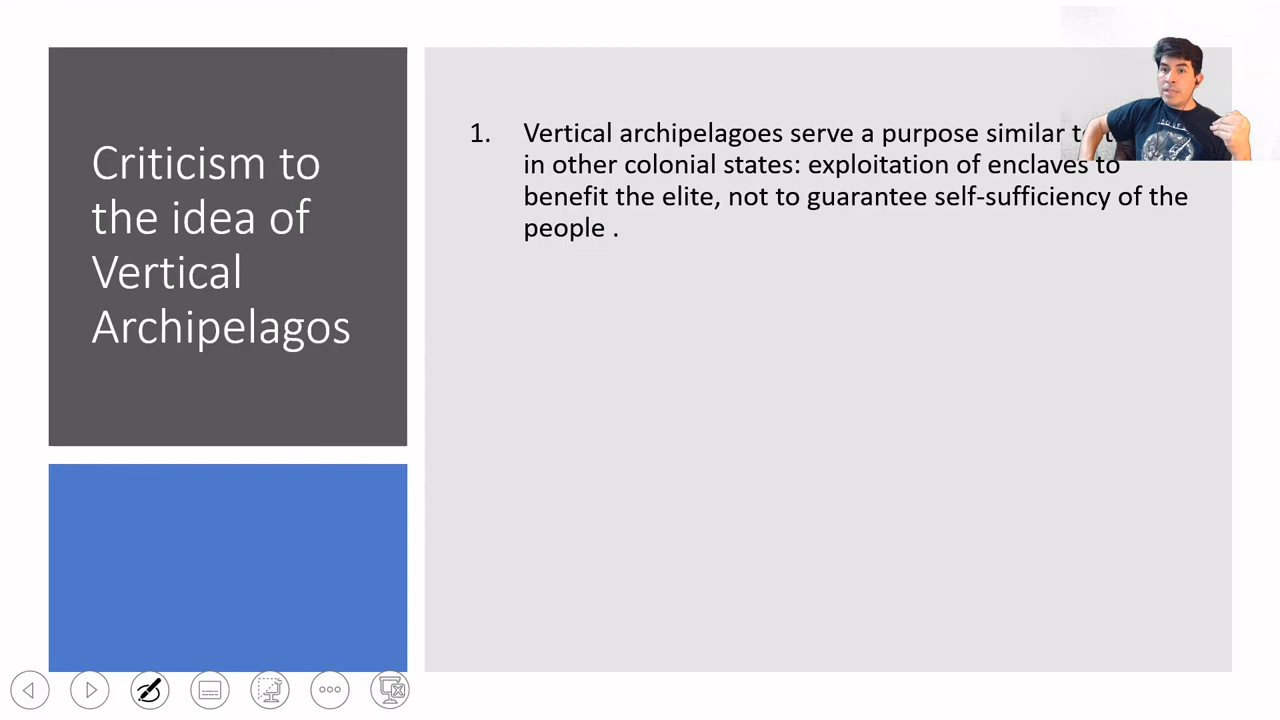 Criticism to
the idea of
Vertical
Archipelagos
1. Vertical archipelagoes serve a purpose similar
in other colonial states: exploitation of enclaves to
benefit the elite, not to guarantee self-sufficiency of the
people .